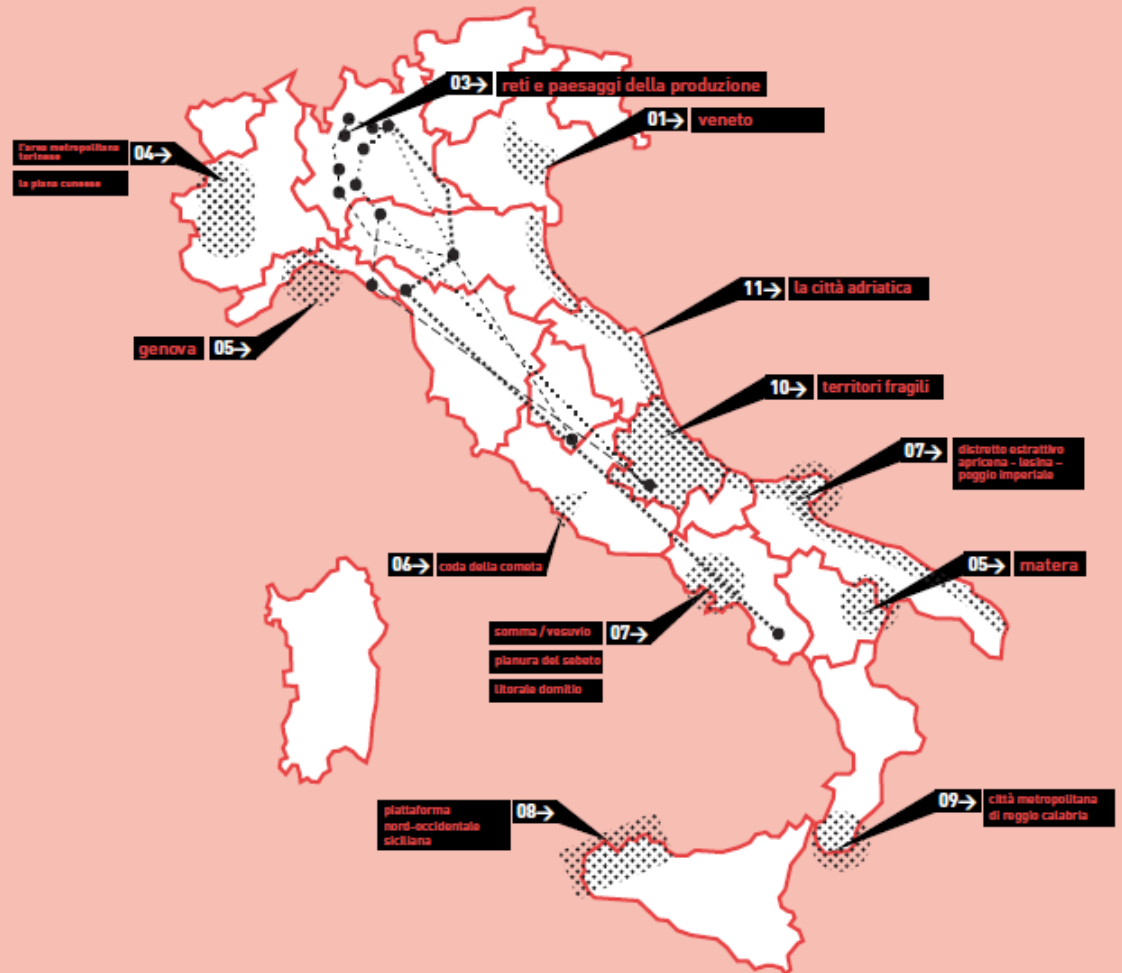 03→ reti e paesaggi della produzione
01→ veneto
l'area metropolitana
torinese
la piana cuneese
04→
11→ la città adriatica
genova 05→
10→ territori fragili
07→ distretto estrattivo
apricena - lesina -
poggio imperiale
06→ coda della cometa
05→ matera
somma / vesuvio
planura del sebeto
litorale domitio
07→
piattaforma
nord-occidentale
siciliana
08→
09→ città metropolitana
di reggio calabria